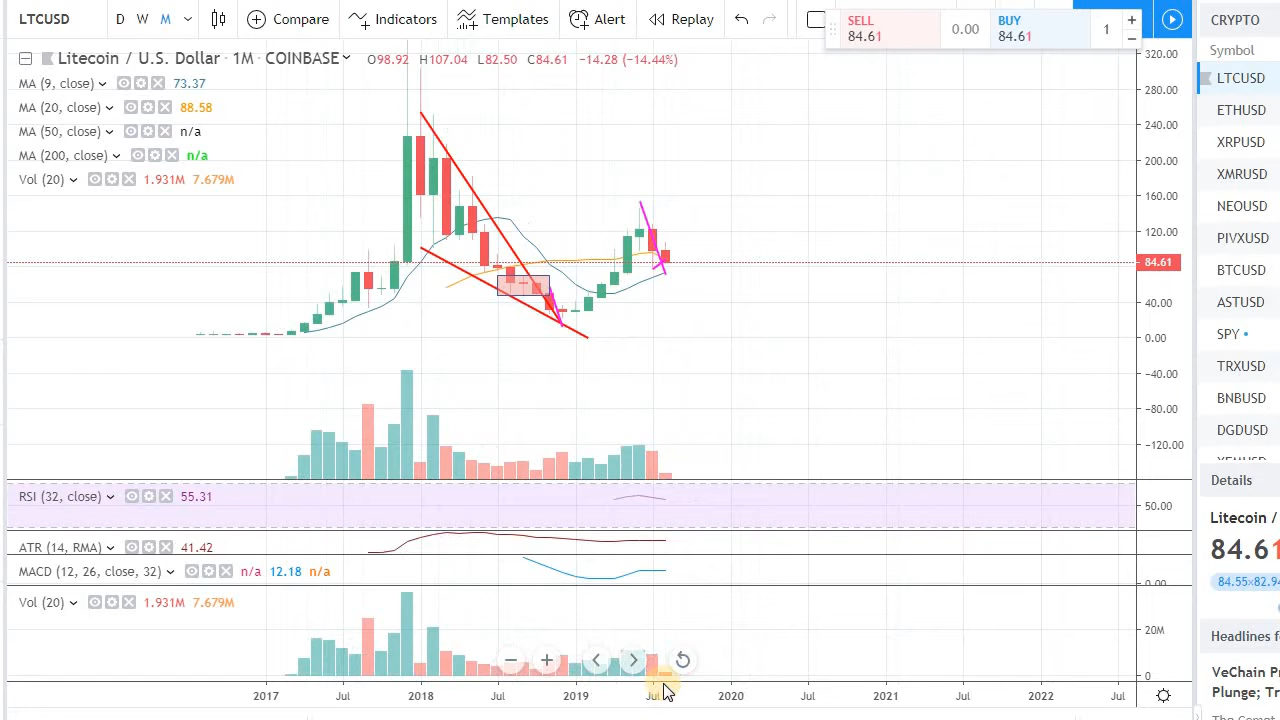 LTCUSD D W M Compare Indicators Templates Alert Replay
SELL 84.61 0.00 BUY 84.61 1 + −
Litecoin / U.S. Dollar · 1M · COINBASE O98.92 H107.04 L82.50 C84.61 −14.28 (−14.44%)
MA (9, close) 73.37
MA (20, close) 88.58
MA (50, close) n/a
MA (200, close) n/a
Vol (20) 1.931M 7.679M
320.00
280.00
240.00
200.00
160.00
120.00
84.61
40.00
0.00
−40.00
−80.00
−120.00
RSI (32, close) 55.31
50.00
ATR (14, RMA) 41.42
MACD (12, 26, close, 32) n/a 12.18 n/a
0.00
Vol (20) 1.931M 7.679M
20M
0
2017 Jul 2018 Jul 2019 Jul 2020 Jul 2021 Jul 2022 Jul
CRYPTO
Symbol
LTCUSD
ETHUSD
XRPUSD
XMRUSD
NEOUSD
PIVXUSD
BTCUSD
ASTUSD
SPY
TRXUSD
BNBUSD
DGDUSD
Details
Litecoin /
84.61
84.55×82.94
Headlines f
VeChain P
Plunge; Tr